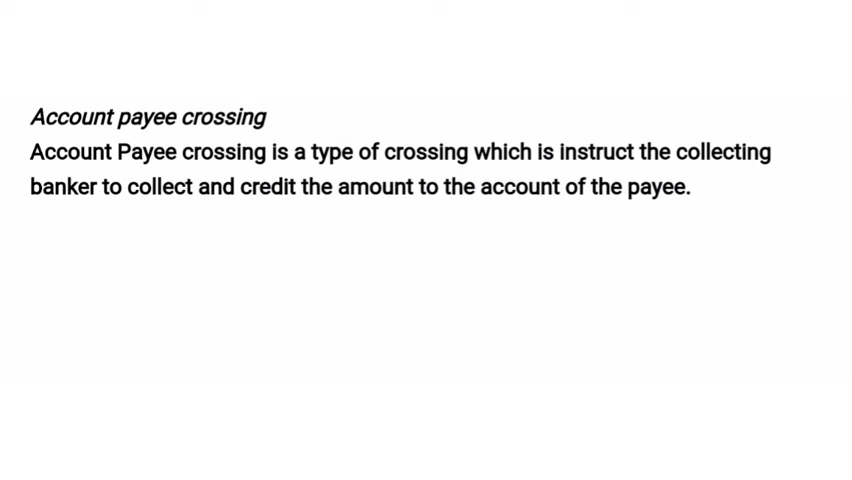 Account payee crossing
Account Payee crossing is a type of crossing which is instruct the collecting
banker to collect and credit the amount to the account of the payee.